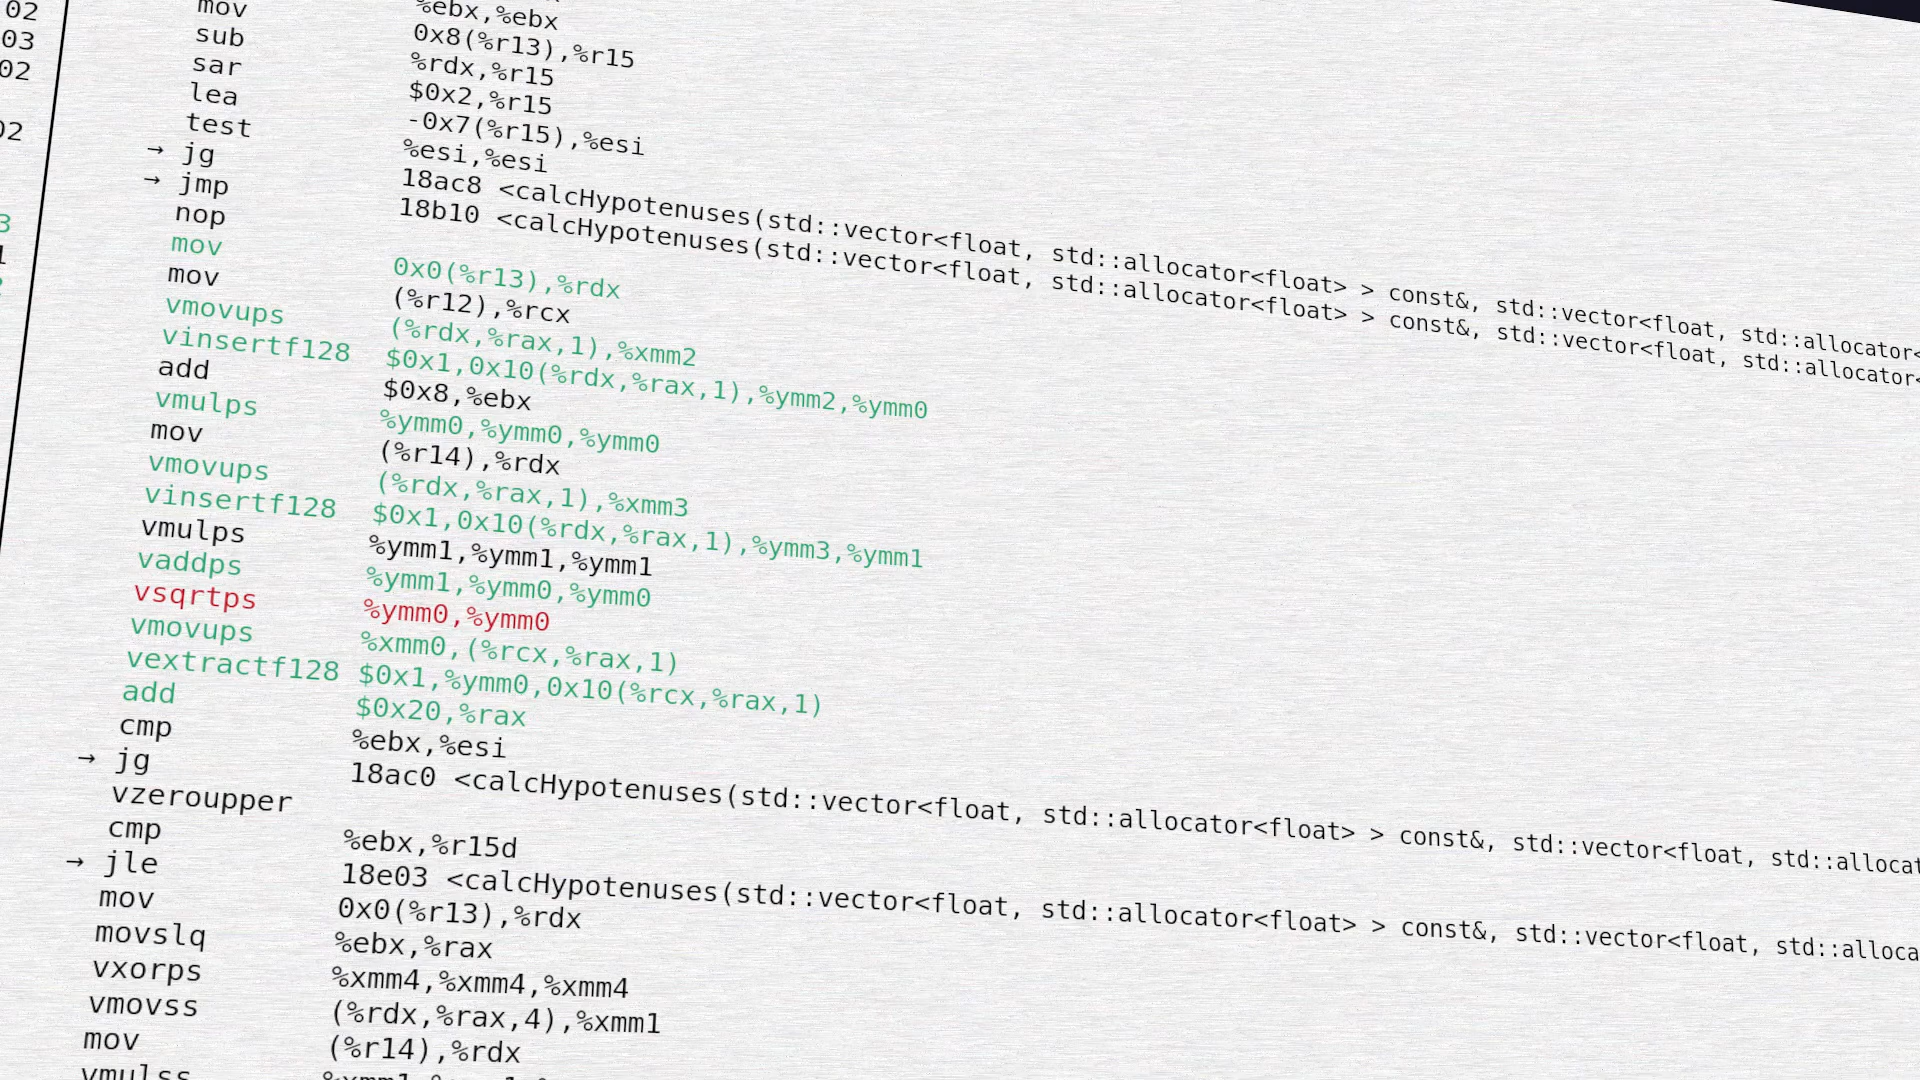 02
03
02
02
3
1
%ebx,%ebx
mov 0x8(%r13),%r15
sub %rdx,%r15
sar $0x2,%r15
lea -0x7(%r15),%esi
test %esi,%esi
→ jg 18ac8 <calcHypotenuses(std::vector<float, std::allocator<float> > const&, std::vector<float, std::allocator<
→ jmp 18b10 <calcHypotenuses(std::vector<float, std::allocator<float> > const&, std::vector<float, std::allocator<
nop
mov 0x0(%r13),%rdx
mov (%r12),%rcx
vmovups (%rdx,%rax,1),%xmm2
vinsertf128 $0x1,0x10(%rdx,%rax,1),%ymm2,%ymm0
add $0x8,%ebx
vmulps %ymm0,%ymm0,%ymm0
mov (%r14),%rdx
vmovups (%rdx,%rax,1),%xmm3
vinsertf128 $0x1,0x10(%rdx,%rax,1),%ymm3,%ymm1
vmulps %ymm1,%ymm1,%ymm1
vaddps %ymm1,%ymm0,%ymm0
vsqrtps %ymm0,%ymm0
vmovups %xmm0,(%rcx,%rax,1)
vextractf128 $0x1,%ymm0,0x10(%rcx,%rax,1)
add $0x20,%rax
cmp %ebx,%esi
→ jg 18ac0 <calcHypotenuses(std::vector<float, std::allocator<float> > const&, std::vector<float, std::allocat
vzeroupper
cmp %ebx,%r15d
→ jle 18e03 <calcHypotenuses(std::vector<float, std::allocator<float> > const&, std::vector<float, std::alloca
mov 0x0(%r13),%rdx
movslq %ebx,%rax
vxorps %xmm4,%xmm4,%xmm4
vmovss (%rdx,%rax,4),%xmm1
mov (%r14),%rdx
vmulss